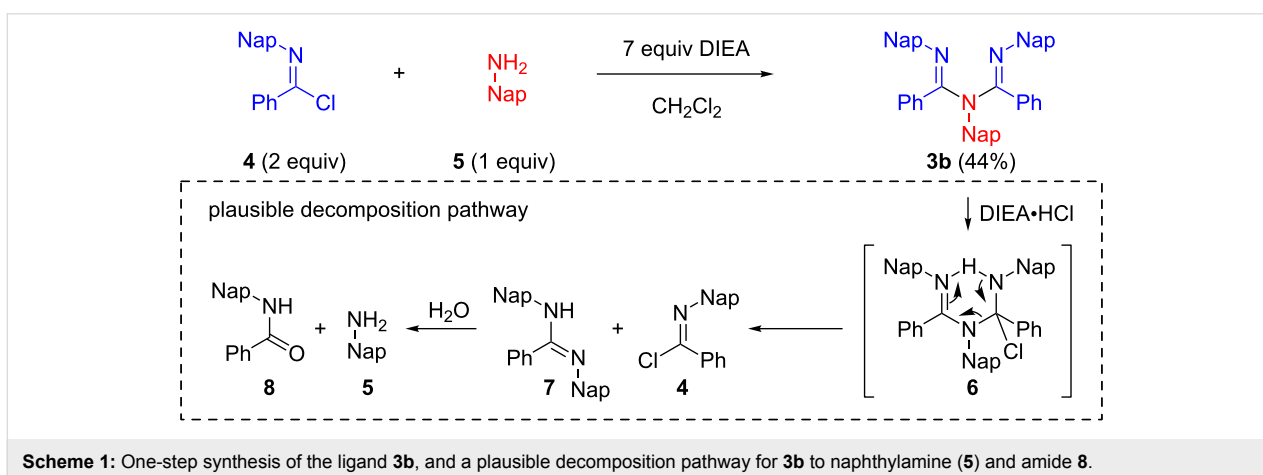 Nap
N
Ph
Cl
+
NH2
Nap
7 equiv DIEA
CH2Cl2
Nap
N
Nap
N
Ph
N
Ph
Nap
4 (2 equiv)
5 (1 equiv)
3b (44%)
plausible decomposition pathway
DIEA•HCl
Nap
NH
Ph
O
8
+
NH2
Nap
5
H2O
Nap
NH
Ph
N
Nap
7
+
N
Nap
Cl
Ph
4
Nap
N
H
N
Nap
Ph
N
Ph
Nap
Cl
6
Scheme 1: One-step synthesis of the ligand 3b, and a plausible decomposition pathway for 3b to naphthylamine (5) and amide 8.